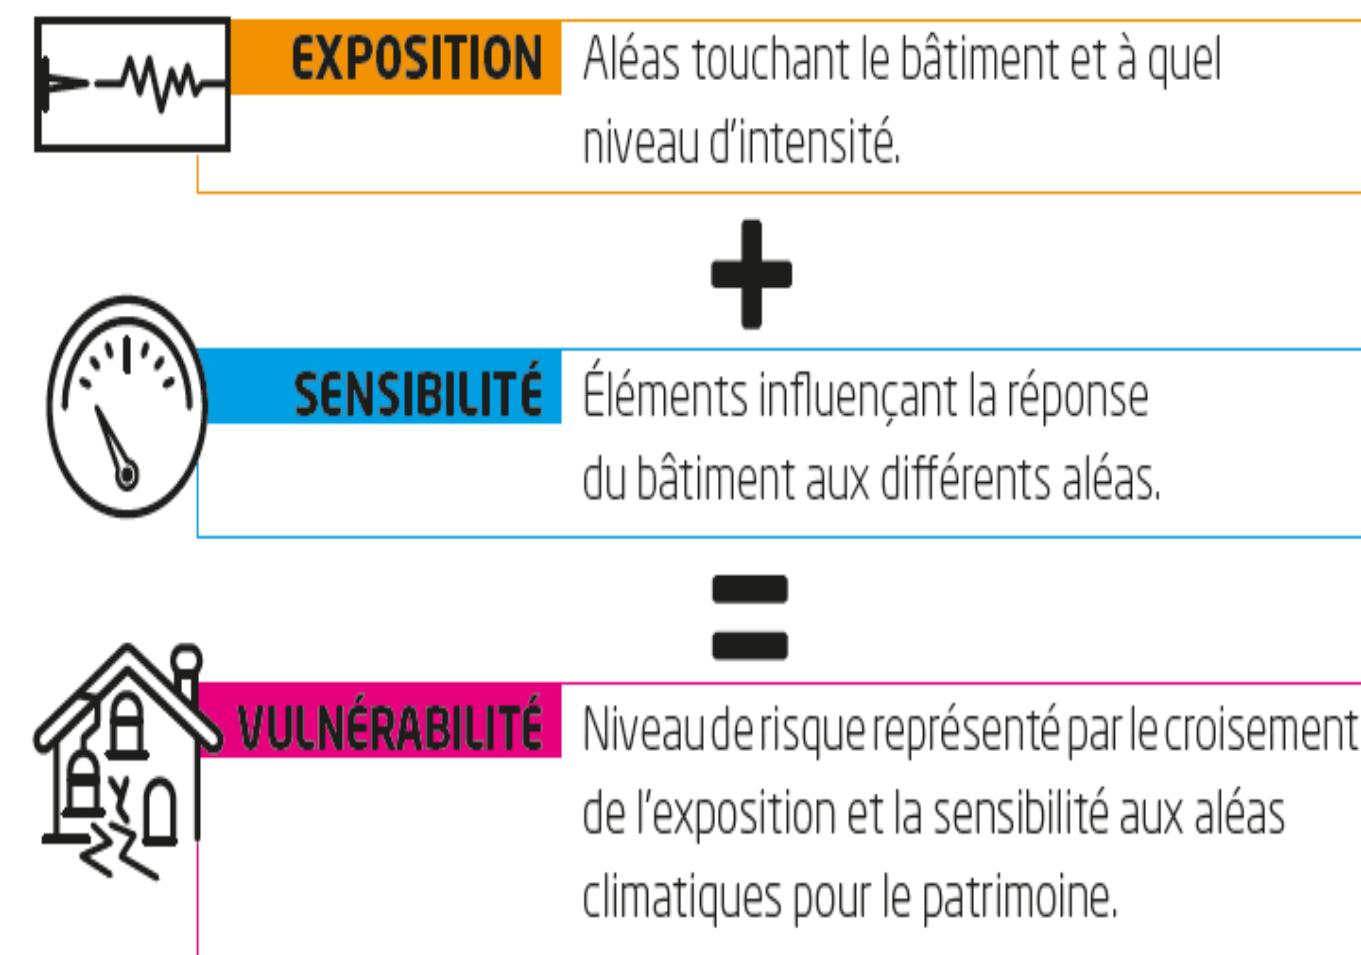 EXPOSITION Aléas touchant le bâtiment et à quel
niveau d'intensité.
+
SENSIBILITÉ Éléments influençant la réponse
du bâtiment aux différents aléas.
=
VULNÉRABILITÉ Niveau de risque représenté par le croisement
de l'exposition et la sensibilité aux aléas
climatiques pour le patrimoine.